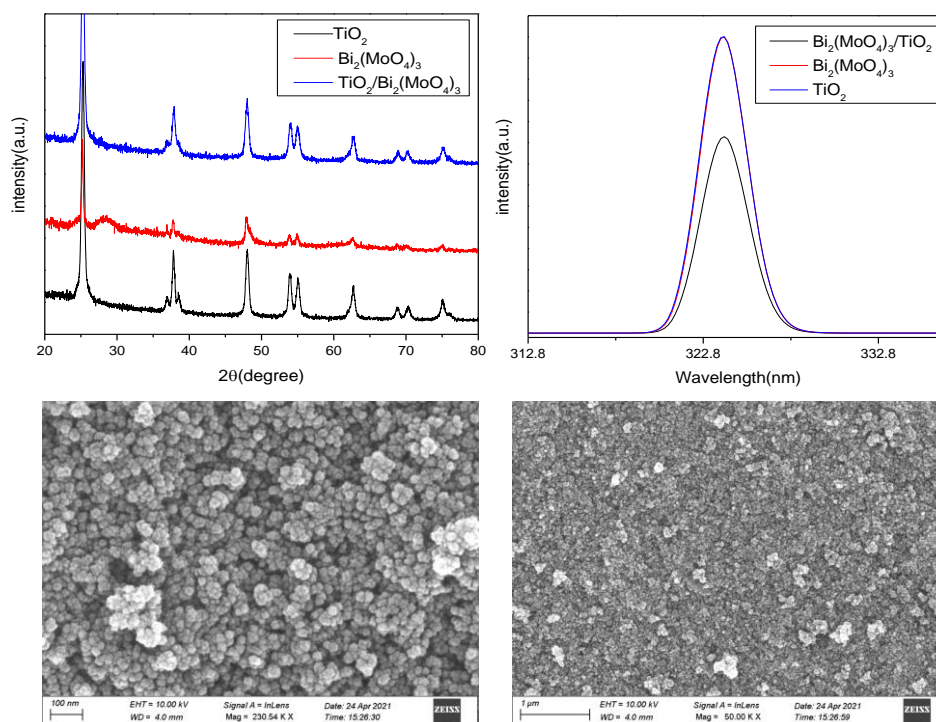 TiO2
Bi2(MoO4)3
TiO2/Bi2(MoO4)3
intensity(a.u.)
20 30 40 50 60 70 80
2θ(degree)
Bi2(MoO4)3/TiO2
Bi2(MoO4)3
TiO2
intensity(a.u.)
312.8 322.8 332.8
Wavelength(nm)
100 nm EHT = 10.00 kV Signal A = InLens Date: 24 Apr 2021 ZEISS
WD = 4.0 mm Mag = 230.54 K X Time: 15:26:30
1 µm EHT = 10.00 kV Signal A = InLens Date: 24 Apr 2021 ZEISS
WD = 4.0 mm Mag = 50.00 K X Time: 15:26:59